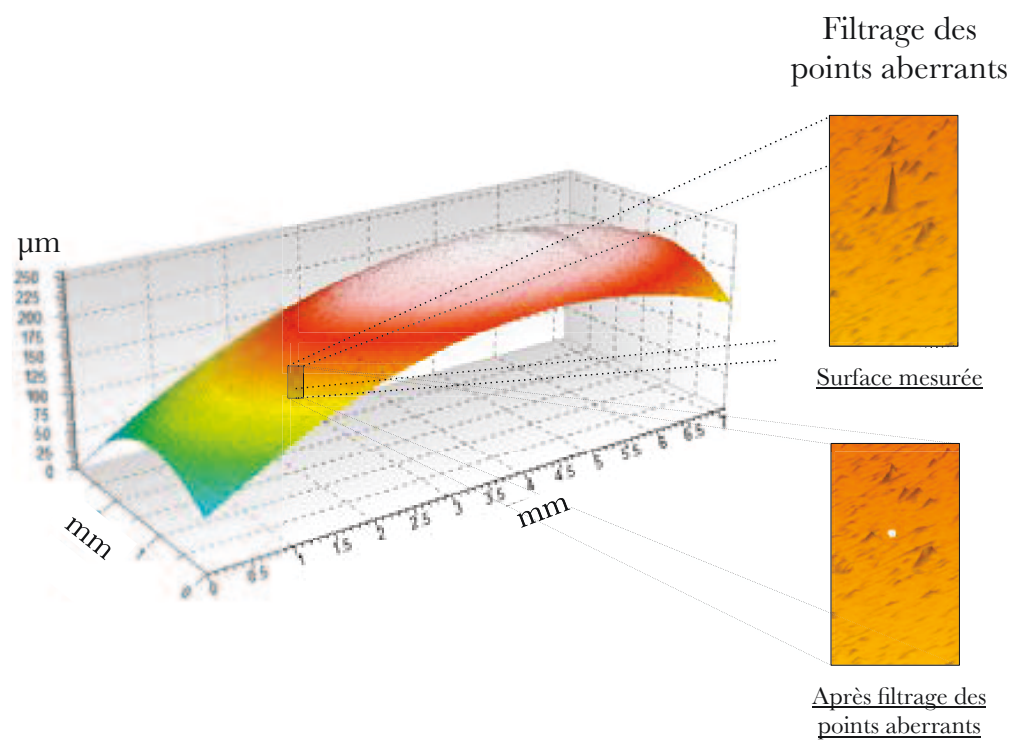 Filtrage des
points aberrants
µm
250
225
200
175
150
125
100
75
50
25
0
Surface mesurée
mm
0
0 0.5 1 1.5 2 2.5 3 3.5 4 4.5 5 5.5 6 6.5 7
mm
Après filtrage des
points aberrants